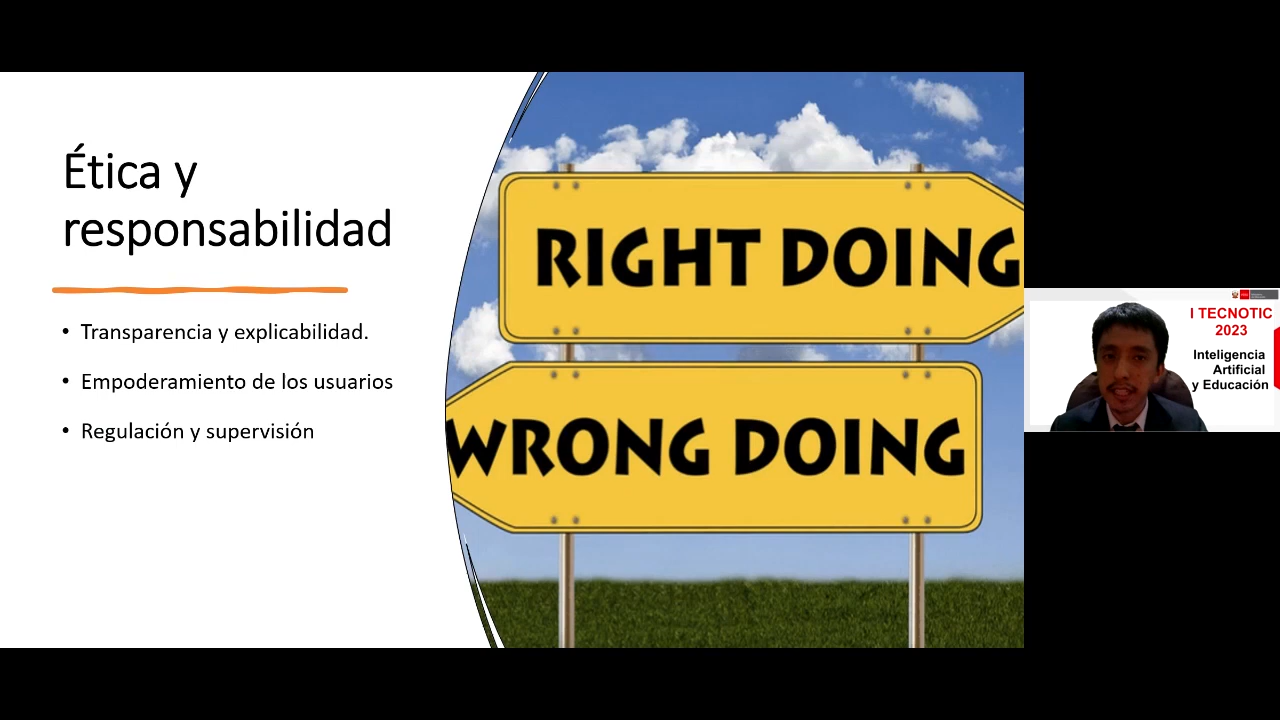 Ética y
responsabilidad
• Transparencia y explicabilidad.
• Empoderamiento de los usuarios
• Regulación y supervisión
RIGHT DOING
WRONG DOING
I TECNOTIC
2023
Inteligencia
Artificial
y Educación